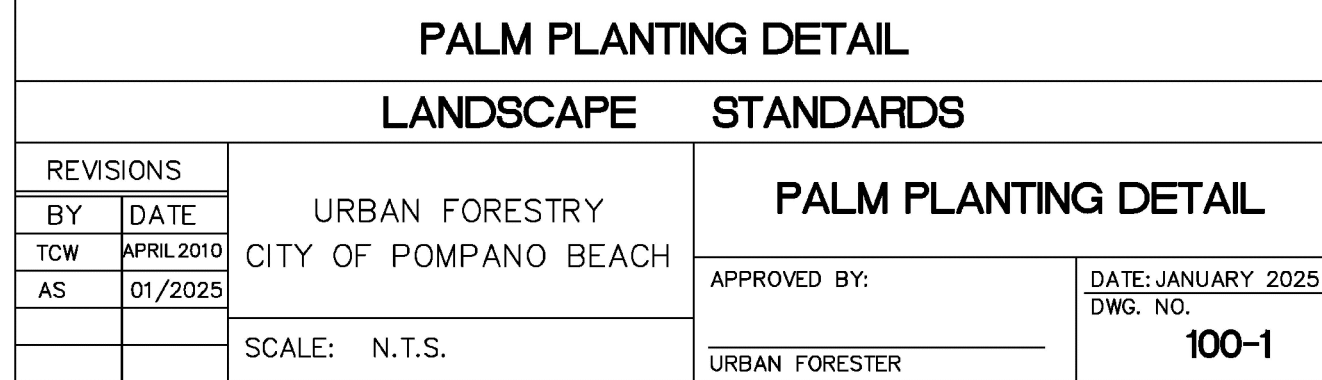 PALM PLANTING DETAIL
LANDSCAPE STANDARDS
REVISIONS
BY DATE
TCW APRIL 2010
AS 01/2025
URBAN FORESTRY
CITY OF POMPANO BEACH
SCALE: N.T.S.
PALM PLANTING DETAIL
APPROVED BY:
URBAN FORESTER
DATE: JANUARY 2025
DWG. NO.
100-1